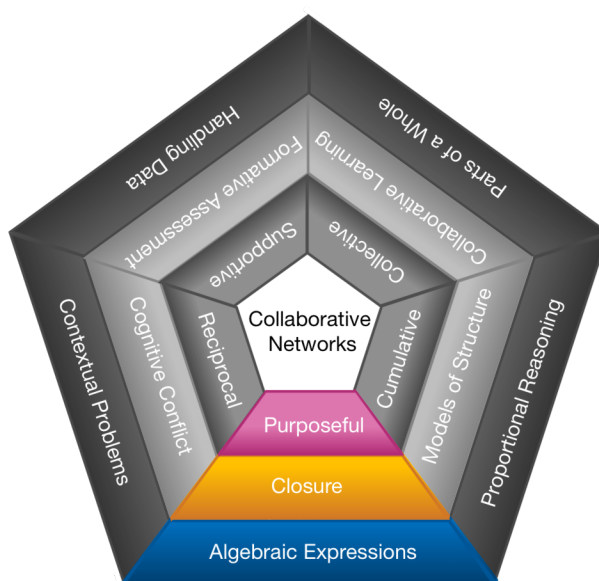 Handling Data
Parts of a Whole
Formative Assessment
Collaborative Learning
Supportive
Collective
Contextual Problems
Cognitive Conflict
Reciprocal
Collaborative
Networks
Cumulative
Models of Structure
Proportional Reasoning
Purposeful
Closure
Algebraic Expressions